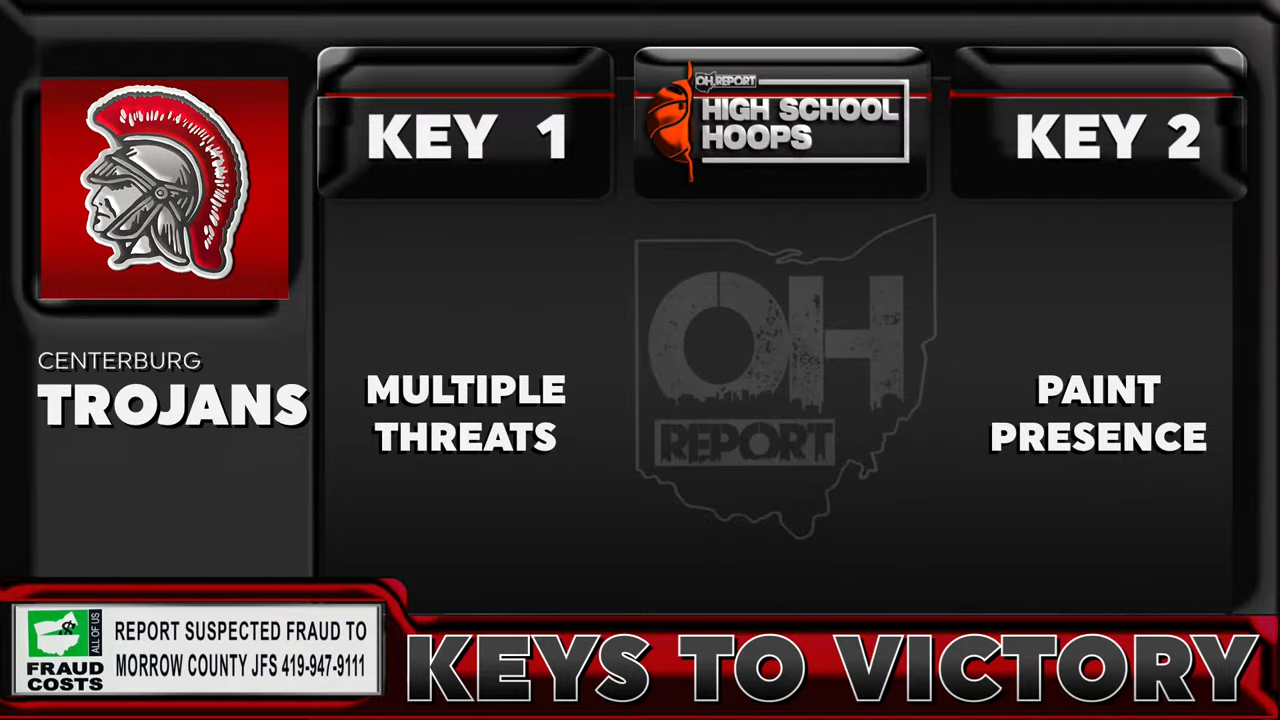 KEY 1
OH REPORT
HIGH SCHOOL
HOOPS
KEY 2
CENTERBURG
TROJANS
MULTIPLE
THREATS
OH
REPORT
PAINT
PRESENCE
$
ALL OF US
FRAUD
COSTS
REPORT SUSPECTED FRAUD TO
MORROW COUNTY JFS 419-947-9111
KEYS TO VICTORY